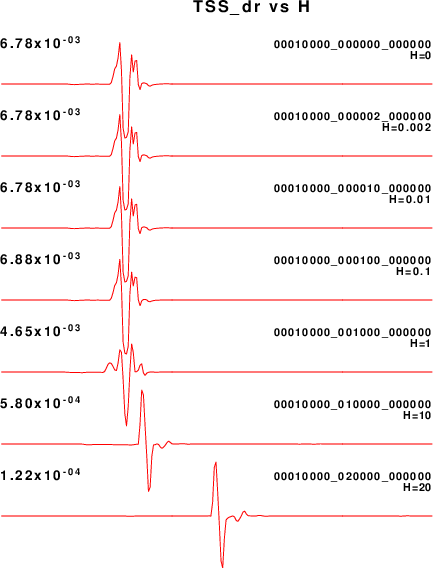 TSS_dr vs H
6.78x10-03 00010000_000000_000000
H=0
6.78x10-03 00010000_000002_000000
H=0.002
6.78x10-03 00010000_000010_000000
H=0.01
6.88x10-03 00010000_000100_000000
H=0.1
4.65x10-03 00010000_001000_000000
H=1
5.80x10-04 00010000_010000_000000
H=10
1.22x10-04 00010000_020000_000000
H=20